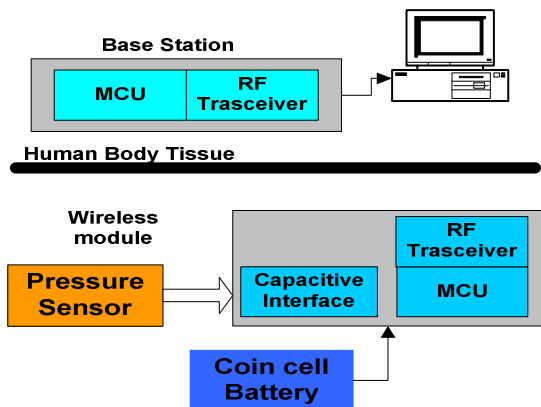 Base Station
MCU
RF
Trasceiver
Human Body Tissue
Wireless
module
RF
Trasceiver
Pressure
Sensor
Capacitive
Interface
MCU
Coin cell
Battery